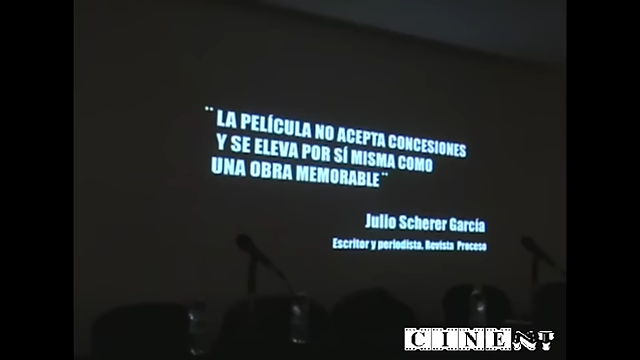 ¨LA PELÍCULA NO ACEPTA CONCESIONES
Y SE ELEVA POR SÍ MISMA COMO
UNA OBRA MEMORABLE¨
Julio Scherer García
Escritor y periodista. Revista Proceso
CINENT